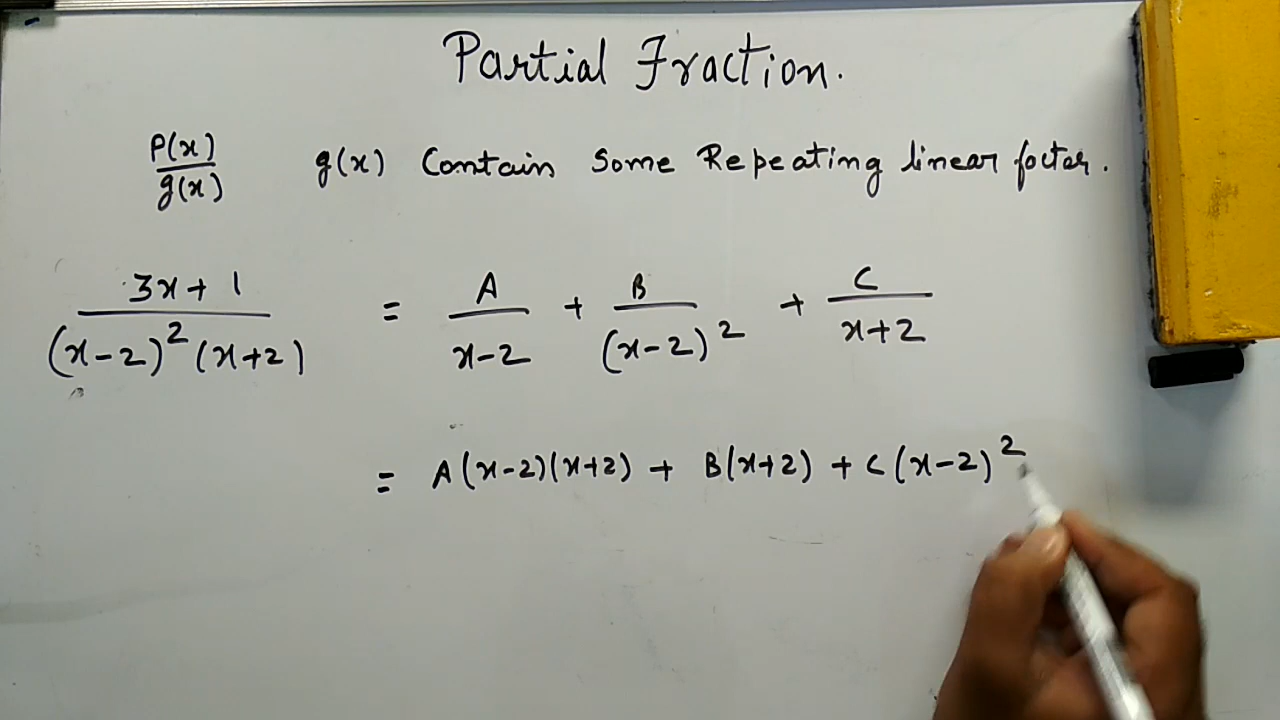 Partial Fraction.
P(x)/g(x) g(x) Contain Some Repeating linear foctor.
3x+1/(x-2)²(x+2) = A/x-2 + B/(x-2)² + C/x+2
= A(x-2)(x+2) + B(x+2) + C(x-2)²